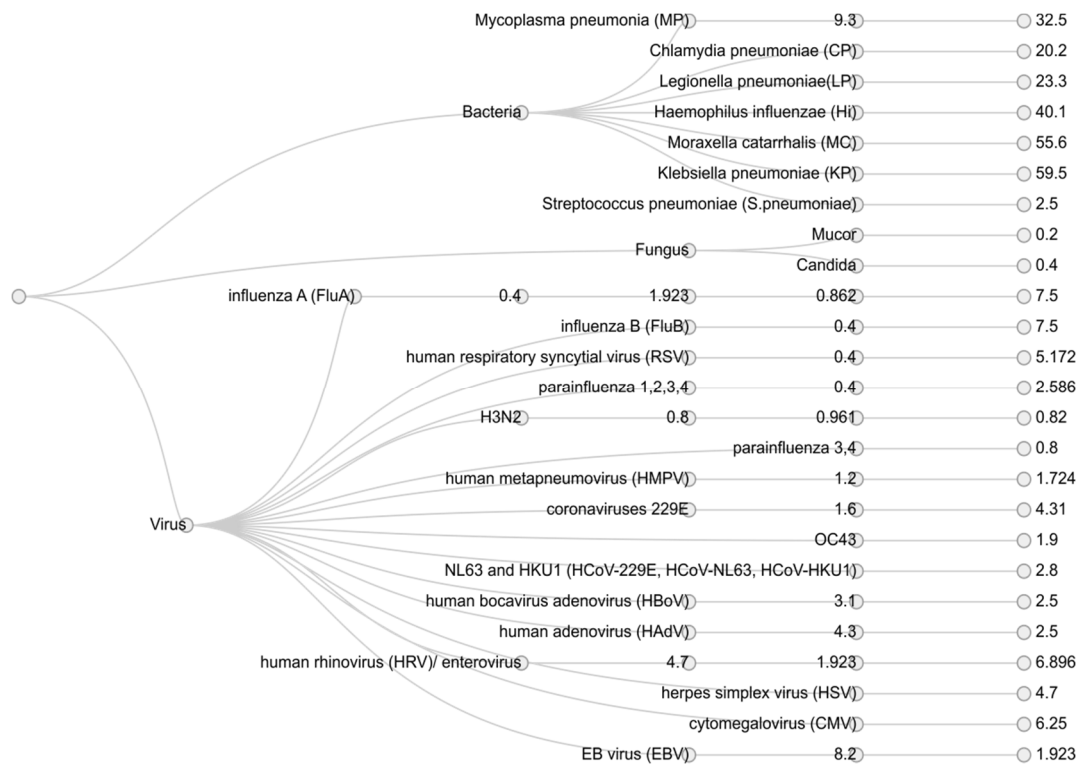 Mycoplasma pneumonia (MP) 9.3 32.5
Chlamydia pneumoniae (CP) 20.2
Legionella pneumoniae(LP) 23.3
Bacteria Haemophilus influenzae (Hi) 40.1
Moraxella catarrhalis (MC) 55.6
Klebsiella pneumoniae (KP) 59.5
Streptococcus pneumoniae (S.pneumoniae) 2.5
Mucor 0.2
Fungus
Candida 0.4
influenza A (FluA) 0.4 1.923 0.862 7.5
influenza B (FluB) 0.4 7.5
human respiratory syncytial virus (RSV) 0.4 5.172
parainfluenza 1,2,3,4 0.4 2.586
H3N2 0.8 0.961 0.82
parainfluenza 3,4 0.8
human metapneumovirus (HMPV) 1.2 1.724
coronaviruses 229E 1.6 4.31
Virus
OC43 1.9
NL63 and HKU1 (HCoV-229E, HCoV-NL63, HCoV-HKU1) 2.8
human bocavirus adenovirus (HBoV) 3.1 2.5
human adenovirus (HAdV) 4.3 2.5
human rhinovirus (HRV)/ enterovirus 4.7 1.923 6.896
herpes simplex virus (HSV) 4.7
cytomegalovirus (CMV) 6.25
EB virus (EBV) 8.2 1.923